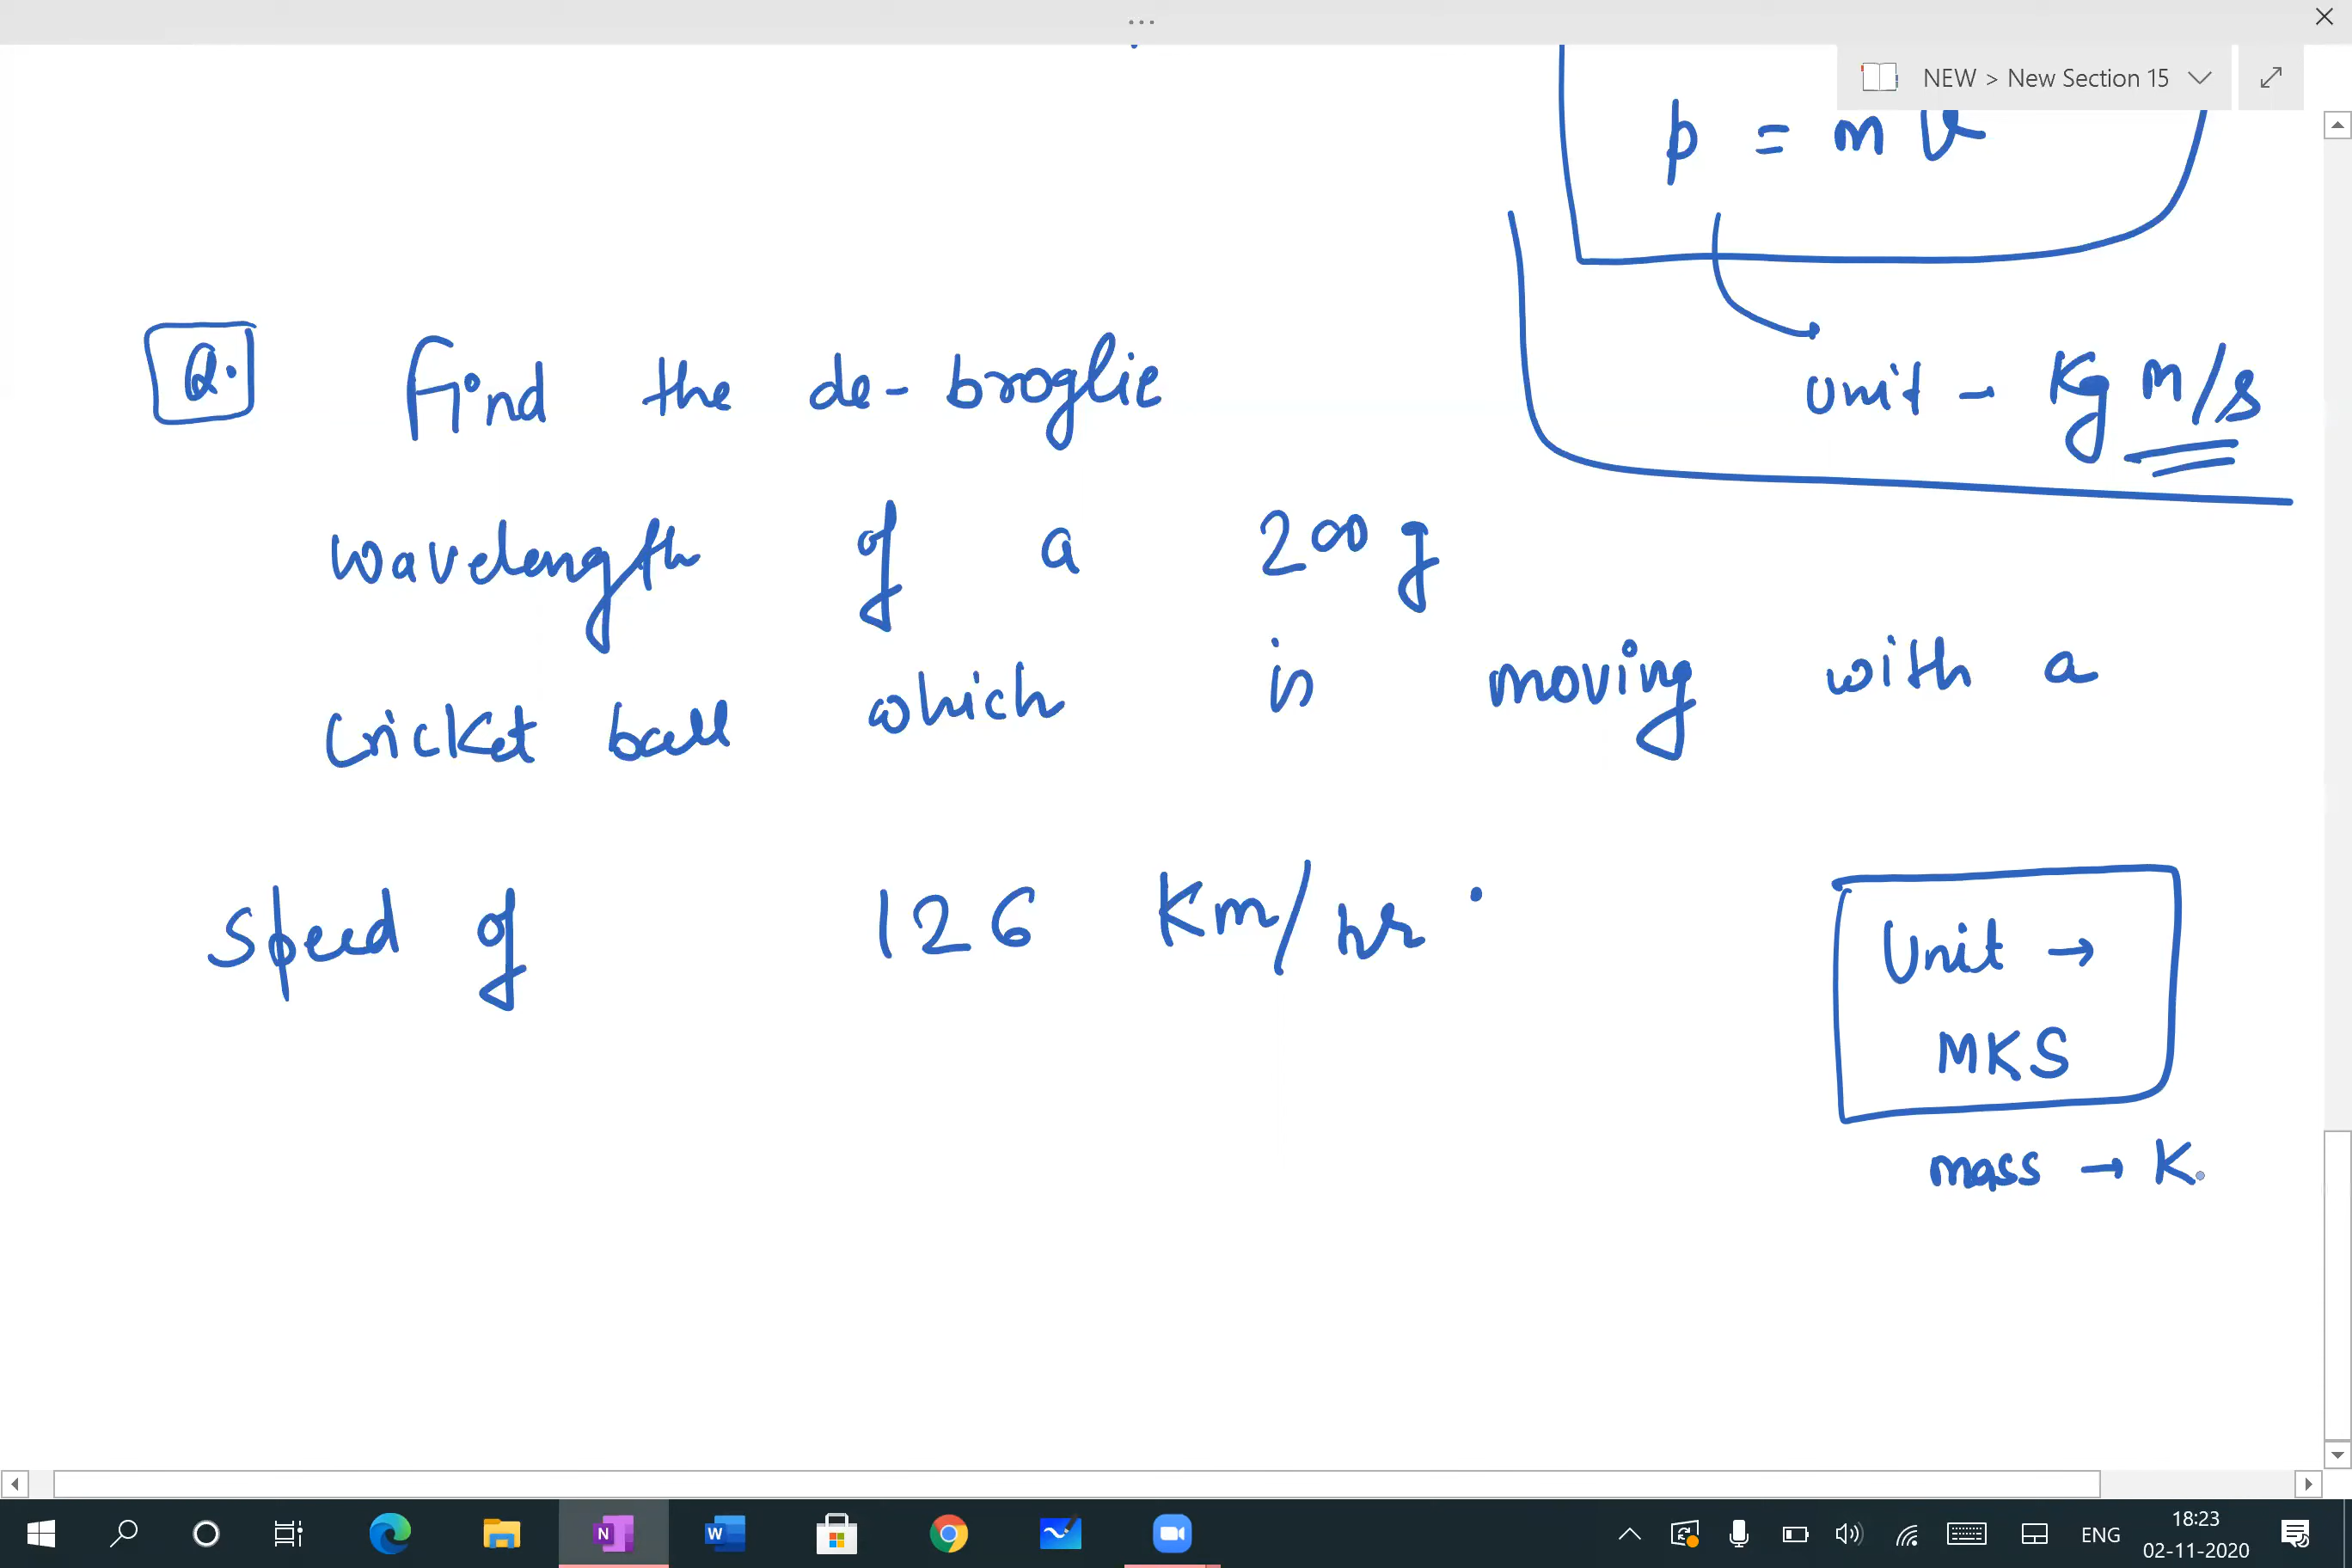 NEW > New Section 15
p = m v
Unit - Kg m/s
Q. Find the de-broglie
wavelength of a 200 g
cricket ball which is moving with a
speed of 126 Km/hr.
Unit →
MKS
mass → K
ENG
18:23
02-11-2020